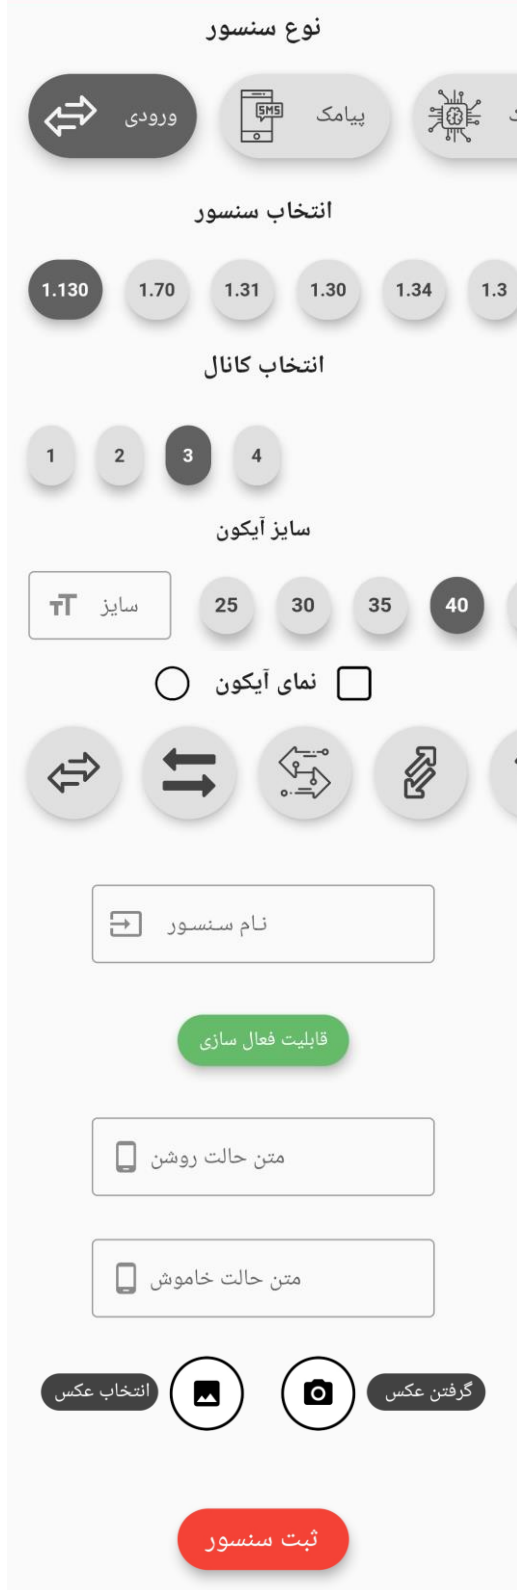 نوع سنسور
ورودی
SMS
پیامک
انتخاب سنسور
1.130 1.70 1.31 1.30 1.34 1.3
انتخاب کانال
1 2 3 4
سایز آیکون
سایز 25 30 35 40
نمای آیکون
نام سنسور
قابلیت فعال سازی
متن حالت روشن
متن حالت خاموش
انتخاب عکس
گرفتن عکس
ثبت سنسور